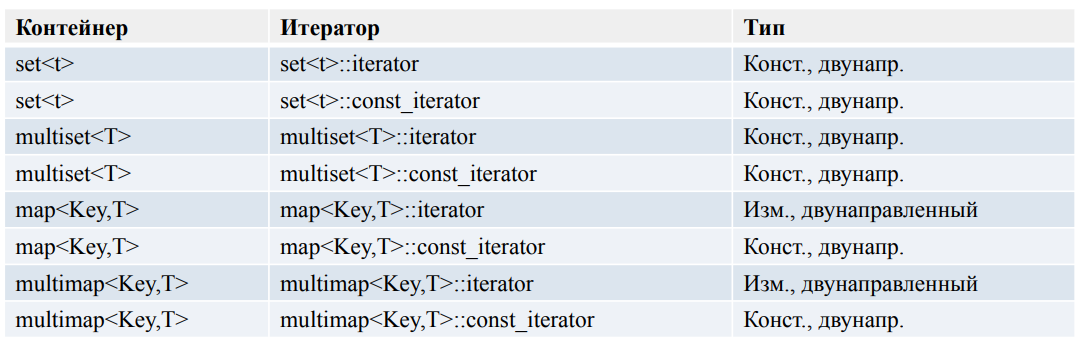 Контейнер Итератор Тип
set<t> set<t>::iterator Конст., двунапр.
set<t> set<t>::const_iterator Конст., двунапр.
multiset<T> multiset<T>::iterator Конст., двунапр.
multiset<T> multiset<T>::const_iterator Конст., двунапр.
map<Key,T> map<Key,T>::iterator Изм., двунаправленный
map<Key,T> map<Key,T>::const_iterator Конст., двунапр.
multimap<Key,T> multimap<Key,T>::iterator Изм., двунаправленный
multimap<Key,T> multimap<Key,T>::const_iterator Конст., двунапр.